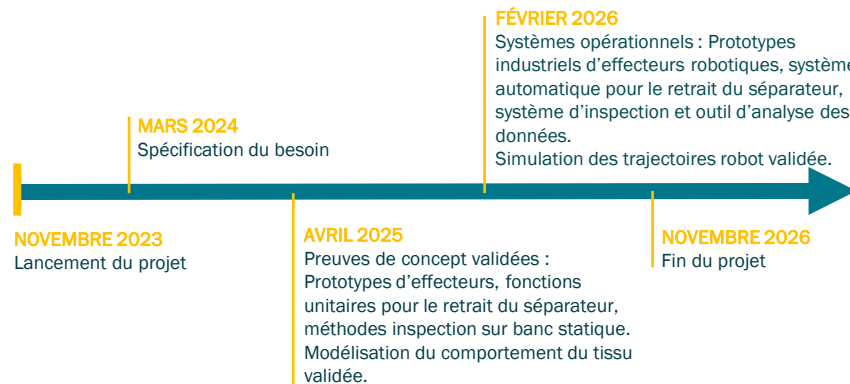 FÉVRIER 2026
Systèmes opérationnels : Prototypes
industriels d'effecteurs robotiques, système
automatique pour le retrait du séparateur,
système d'inspection et outil d'analyse des
données.
Simulation des trajectoires robot validée.
MARS 2024
Spécification du besoin
NOVEMBRE 2023
Lancement du projet
AVRIL 2025
Preuves de concept validées :
Prototypes d'effecteurs, fonctions
unitaires pour le retrait du séparateur,
méthodes inspection sur banc statique.
Modélisation du comportement du tissu
validée.
NOVEMBRE 2026
Fin du projet